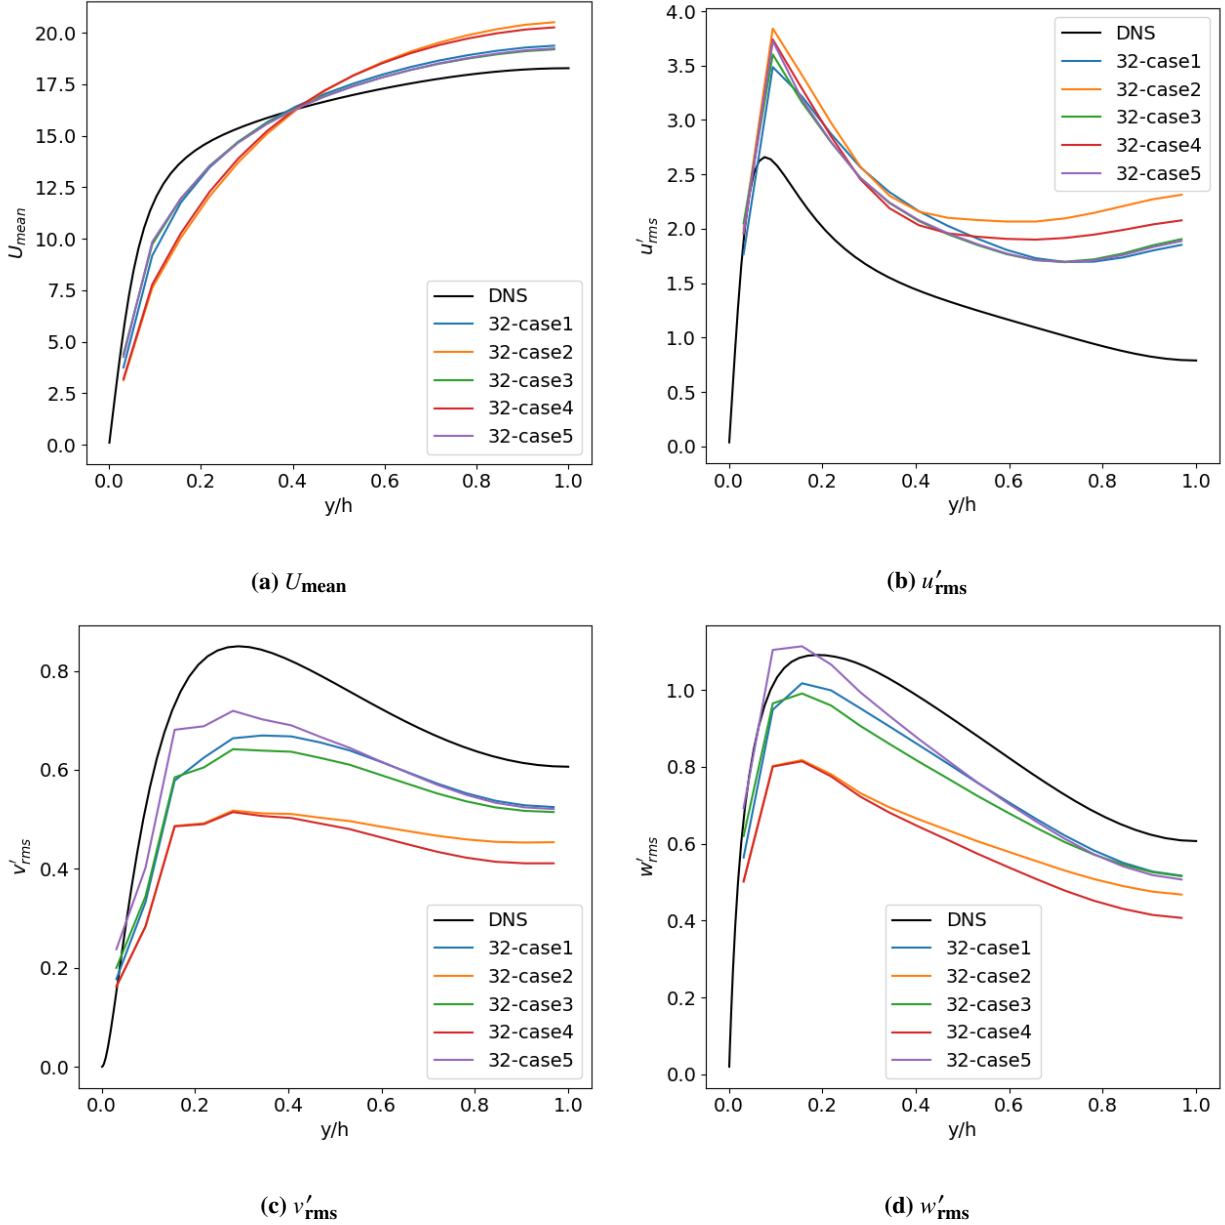 20.0
17.5
15.0
12.5
10.0
7.5
5.0
2.5
0.0
U_mean
DNS
32-case1
32-case2
32-case3
32-case4
32-case5
0.0 0.2 0.4 0.6 0.8 1.0
y/h
(a) U_mean
4.0
3.5
3.0
2.5
2.0
1.5
1.0
0.5
0.0
u′_rms
DNS
32-case1
32-case2
32-case3
32-case4
32-case5
0.0 0.2 0.4 0.6 0.8 1.0
y/h
(b) u′_rms
0.8
0.6
0.4
0.2
0.0
v′_rms
DNS
32-case1
32-case2
32-case3
32-case4
32-case5
0.0 0.2 0.4 0.6 0.8 1.0
y/h
(c) v′_rms
1.0
0.8
0.6
0.4
0.2
0.0
w′_rms
DNS
32-case1
32-case2
32-case3
32-case4
32-case5
0.0 0.2 0.4 0.6 0.8 1.0
y/h
(d) w′_rms